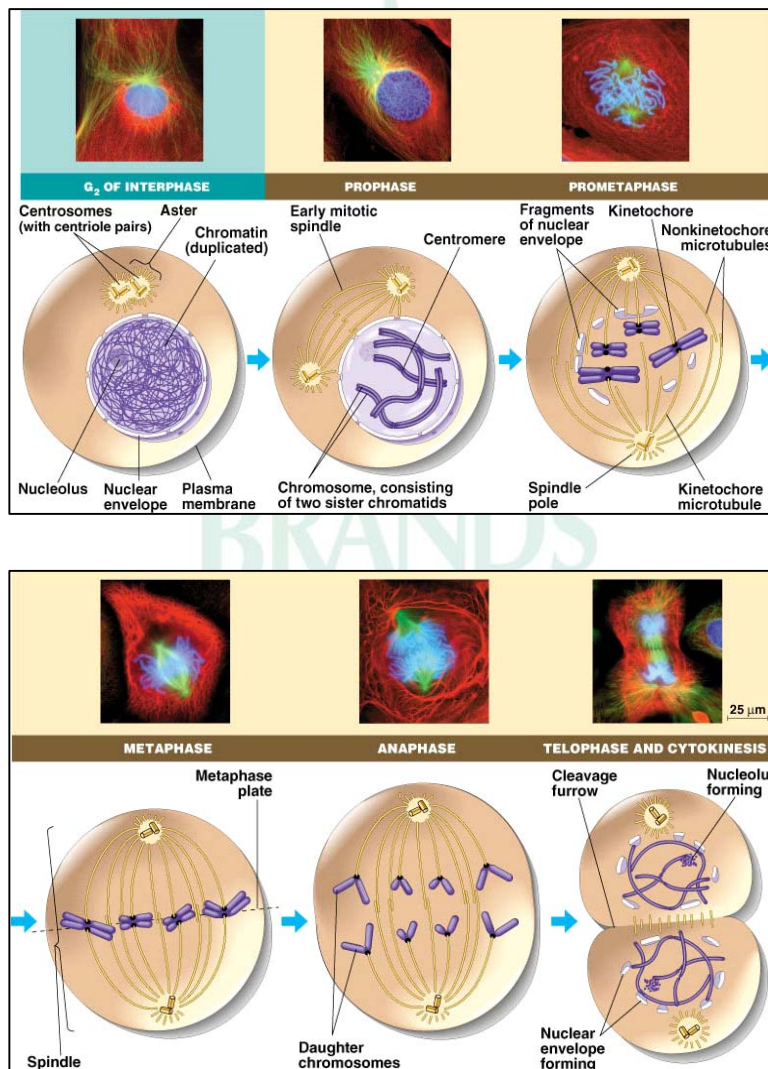 G₂ OF INTERPHASE
PROPHASE
PROMETAPHASE
Centrosomes
(with centriole pairs)
Aster
Chromatin
(duplicated)
Early mitotic
spindle
Centromere
Fragments
of nuclear
envelope
Kinetochore
Nonkinetochore
microtubules
Nucleolus
Nuclear
envelope
Plasma
membrane
Chromosome, consisting
of two sister chromatids
Spindle
pole
Kinetochore
microtubule
BRANDS
25 µm
METAPHASE
ANAPHASE
TELOPHASE AND CYTOKINESIS
Metaphase
plate
Cleavage
furrow
Nucleolu
forming
Spindle
Daughter
chromosomes
Nuclear
envelope
forming